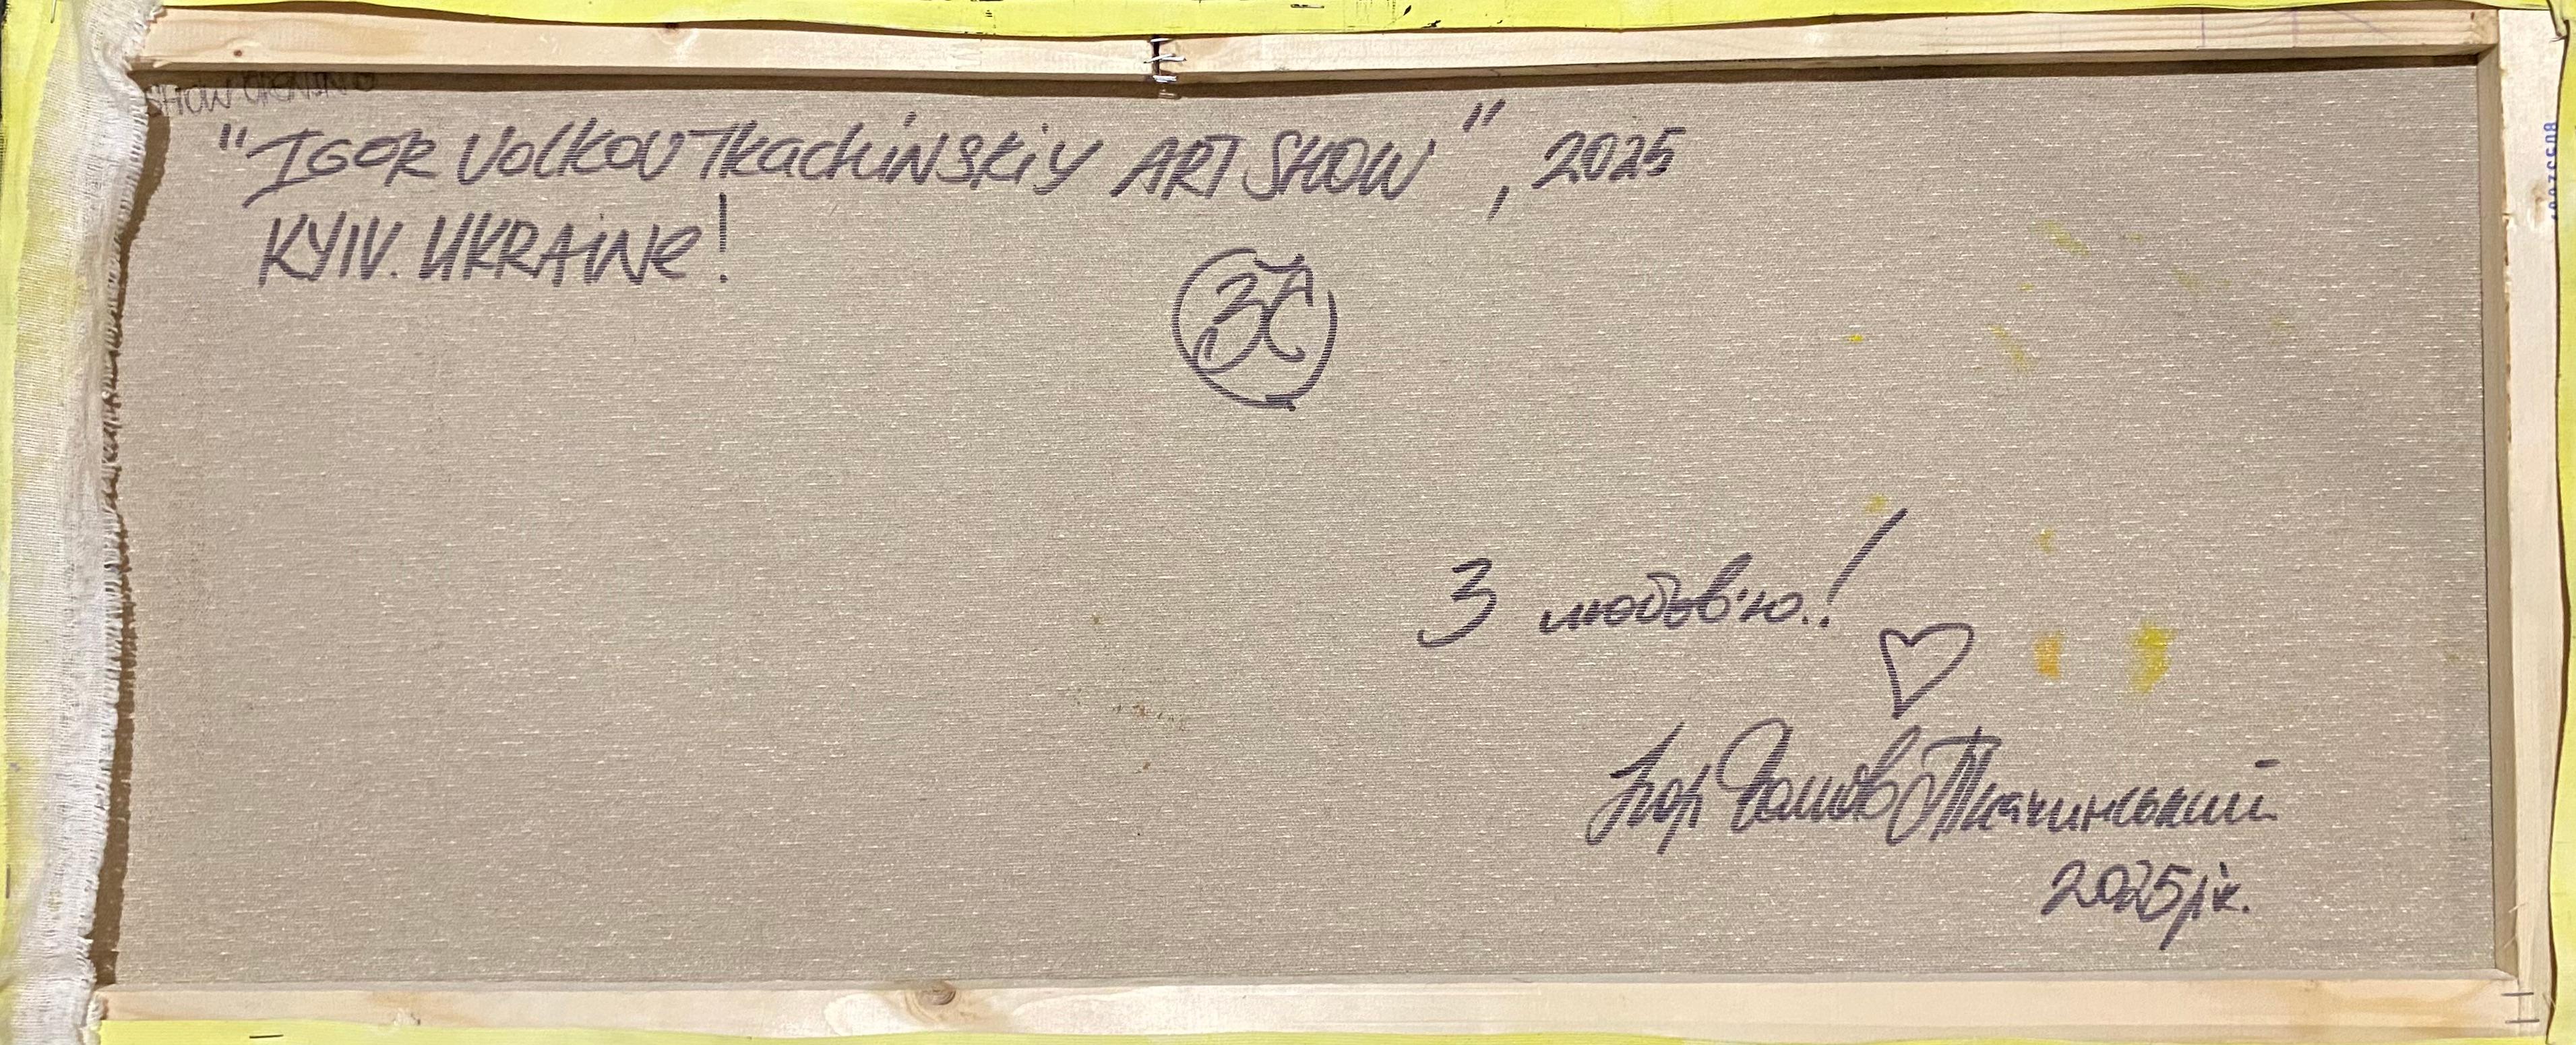 "IGOR VOLKOV TKACHINSKIY ART SHOW", 2025
KYIV. UKRAINE!
З любов'ю!
Ігор Волков Ткачинський
2025 рік.